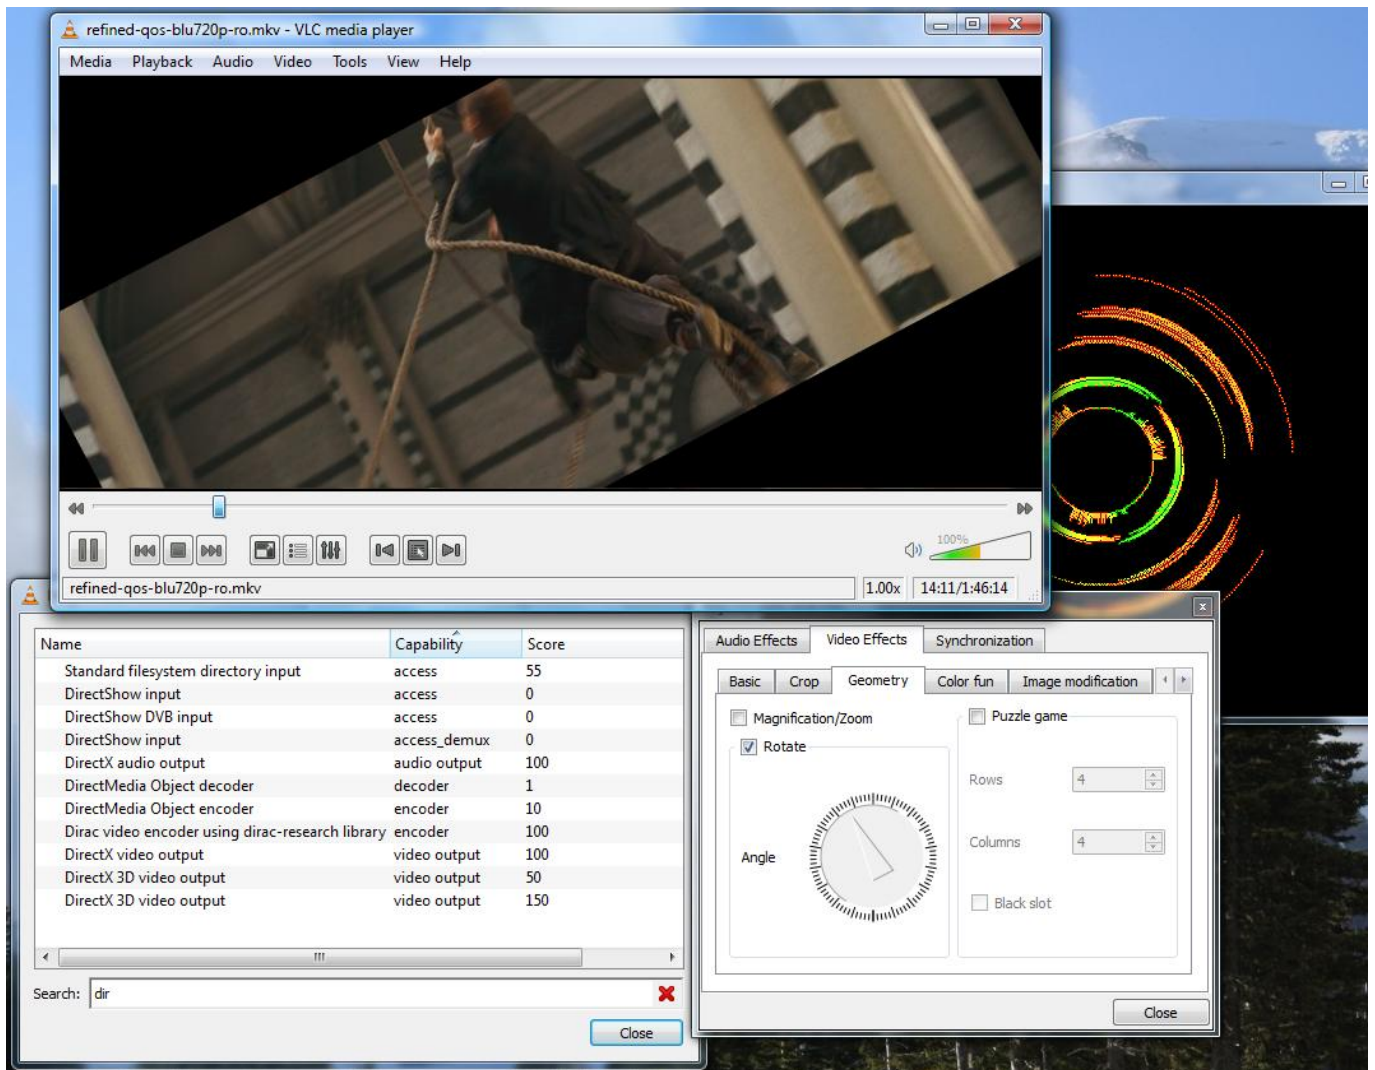 refined-qos-blu720p-ro.mkv - VLC media player
Media Playback Audio Video Tools View Help
100%
refined-qos-blu720p-ro.mkv 1.00x 14:11/1:46:14
Name Capability Score
Standard filesystem directory input access 55
DirectShow input access 0
DirectShow DVB input access 0
DirectShow input access_demux 0
DirectX audio output audio output 100
DirectMedia Object decoder decoder 1
DirectMedia Object encoder encoder 10
Dirac video encoder using dirac-research library encoder 100
DirectX video output video output 100
DirectX 3D video output video output 50
DirectX 3D video output video output 150
Search: dir
Close
Audio Effects Video Effects Synchronization
Basic Crop Geometry Color fun Image modification
Magnification/Zoom
Rotate
Angle
Puzzle game
Rows 4
Columns 4
Black slot
Close